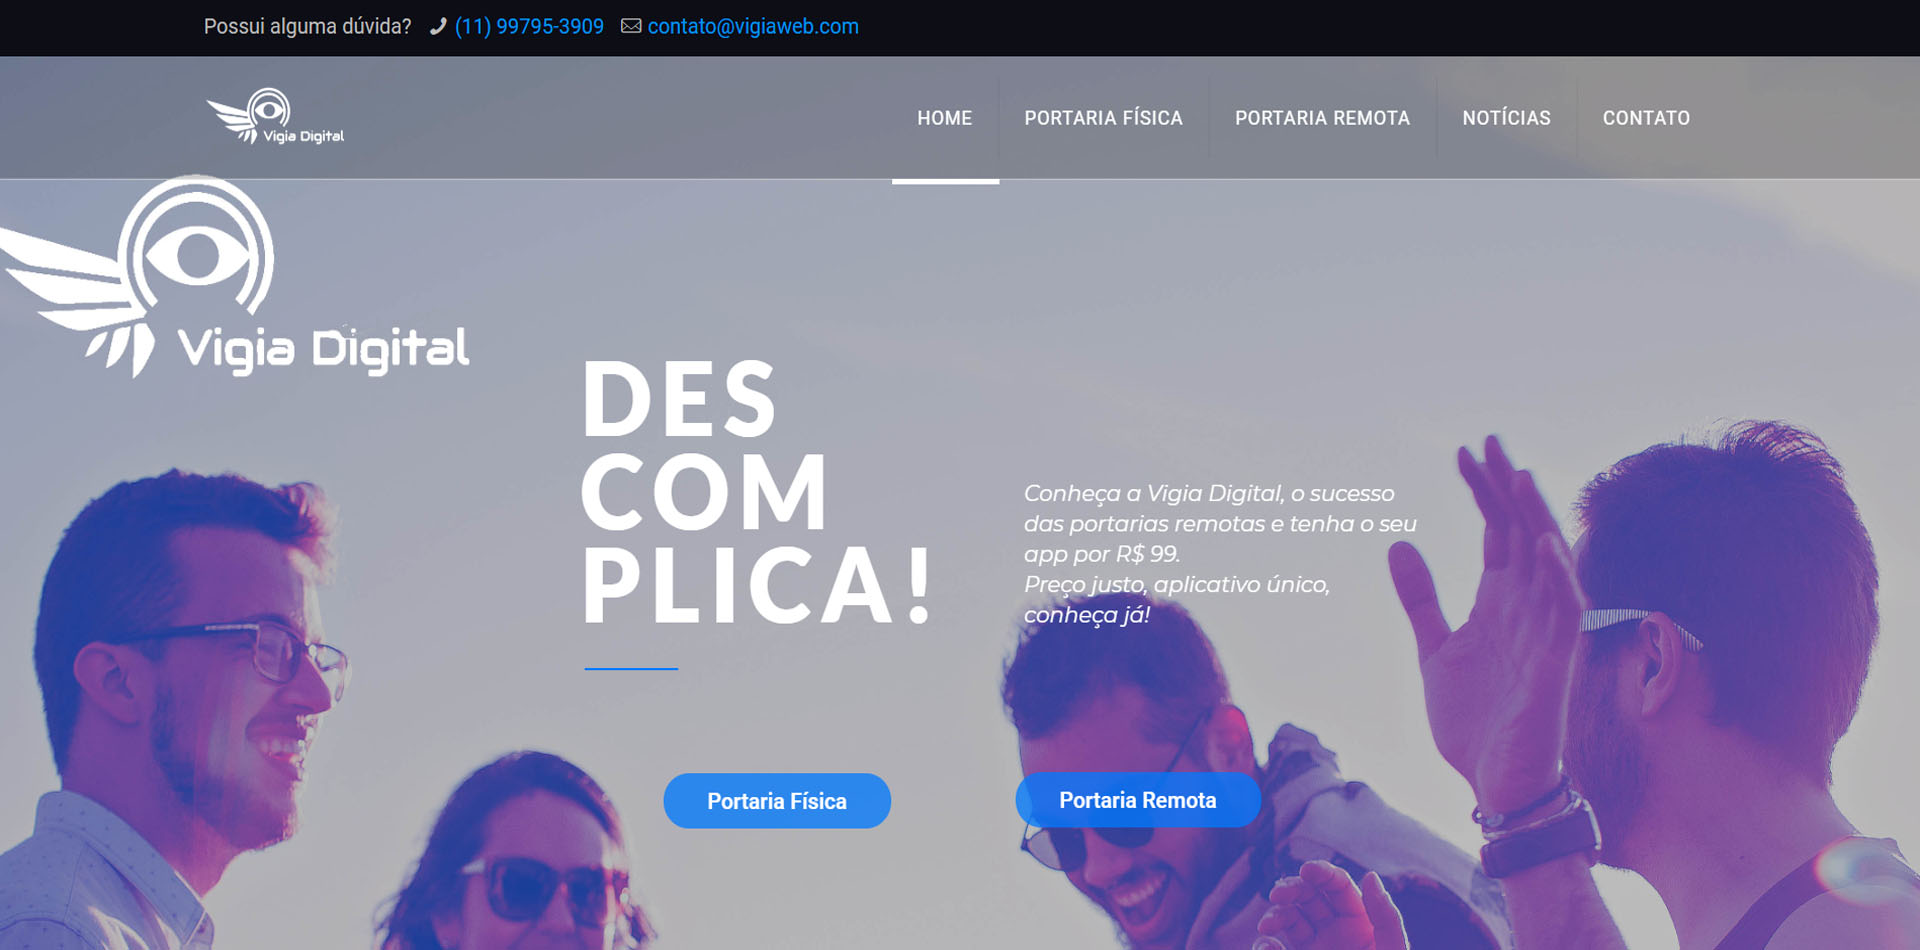 Possui alguma dúvida? (11) 99795-3909 contato@vigiaweb.com
Vigia Digital
HOME PORTARIA FÍSICA PORTARIA REMOTA NOTÍCIAS CONTATO
Vigia Digital
DES
COM
PLICA!
Conheça a Vigia Digital, o sucesso
das portarias remotas e tenha o seu
app por R$ 99.
Preço justo, aplicativo único,
conheça já!
Portaria Física
Portaria Remota